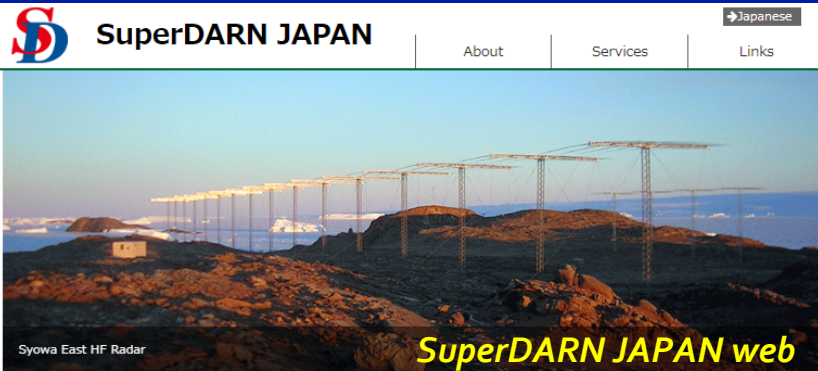 SD
SuperDARN JAPAN
➔Japanese
About
Services
Links
Syowa East HF Radar
SuperDARN JAPAN web